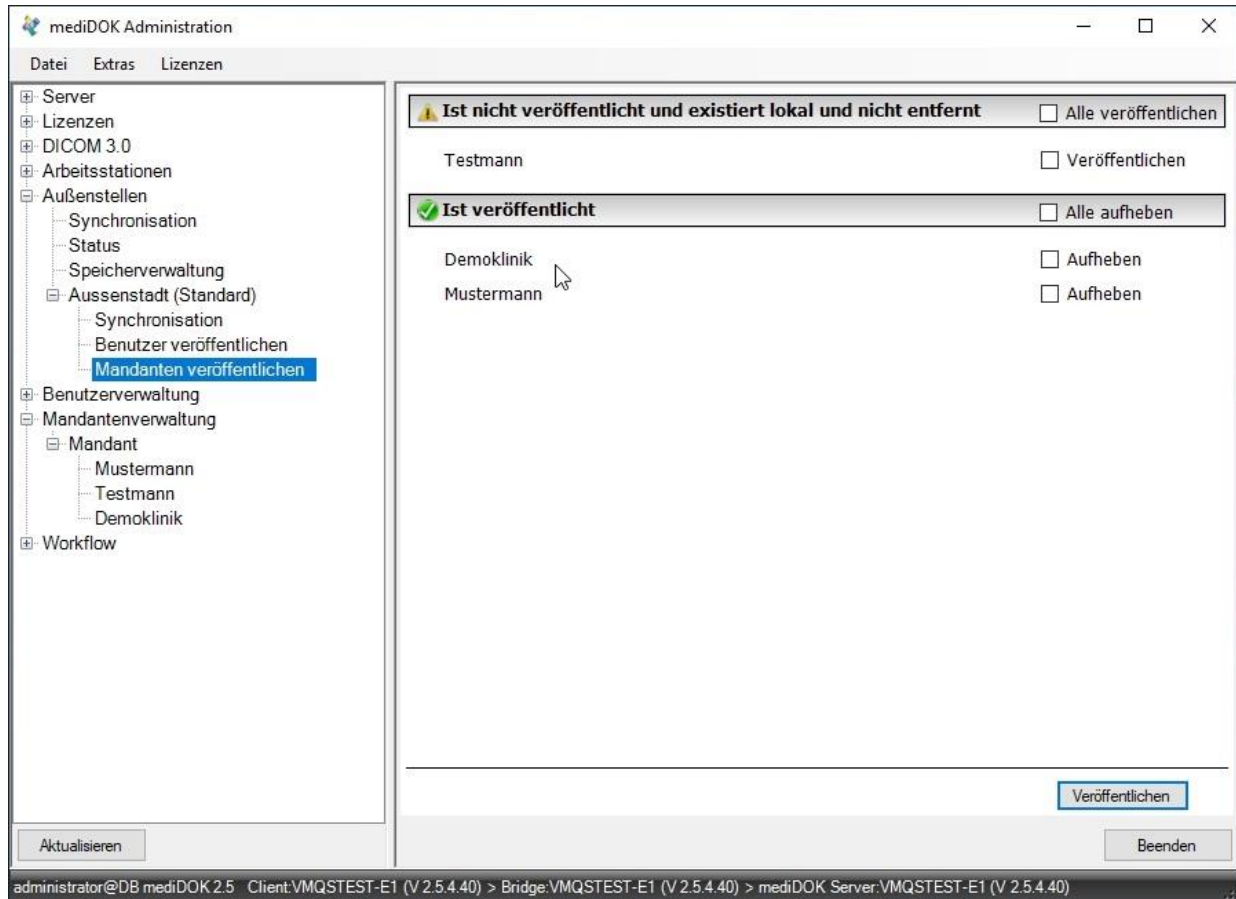 mediDOK Administration
Datei Extras Lizenzen
Server
Lizenzen
DICOM 3.0
Arbeitsstationen
Außenstellen
Synchronisation
Status
Speicherverwaltung
Aussenstadt (Standard)
Synchronisation
Benutzer veröffentlichen
Mandanten veröffentlichen
Benutzerverwaltung
Mandantenverwaltung
Mandant
Mustermann
Testmann
Demoklinik
Workflow
Aktualisieren
Ist nicht veröffentlicht und existiert lokal und nicht entfernt Alle veröffentlichen
Testmann Veröffentlichen
Ist veröffentlicht Alle aufheben
Demoklinik Aufheben
Mustermann Aufheben
Veröffentlichen
Beenden
administrator@DB mediDOK 2.5 Client:VMQSTEST-E1 (V 2.5.4.40) > Bridge:VMQSTEST-E1 (V 2.5.4.40) > mediDOK Server:VMQSTEST-E1 (V 2.5.4.40)